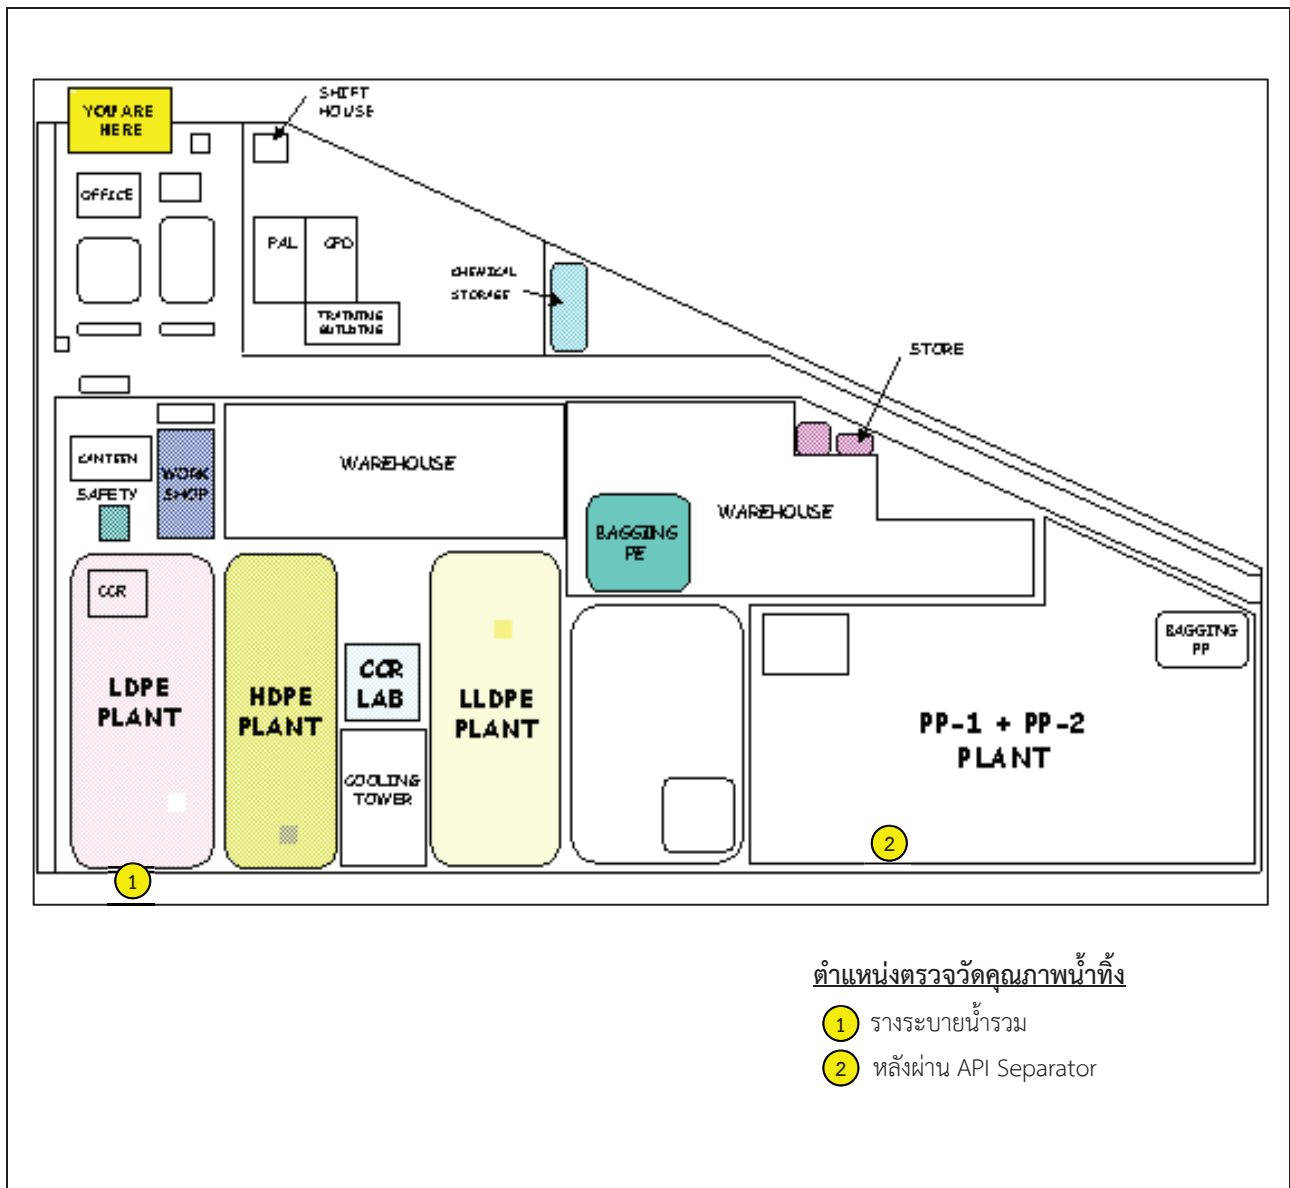 YOU ARE
HERE
SHIFT
HOUSE
OFFICE
PAL
GPD
TRAINING
BUILDING
CHEMICAL
STORAGE
STORE
CANTEEN
SAFETY
WORK
SHOP
WAREHOUSE
WAREHOUSE
BAGGING
PE
CCR
LDPE
PLANT
HDPE
PLANT
CCR
LAB
COOLING
TOWER
LLDPE
PLANT
BAGGING
PP
PP-1 + PP-2
PLANT
1
2
ตำแหน่งตรวจวัดคุณภาพน้ำทิ้ง
1 รางระบายน้ำรวม
2 หลังผ่าน API Separator